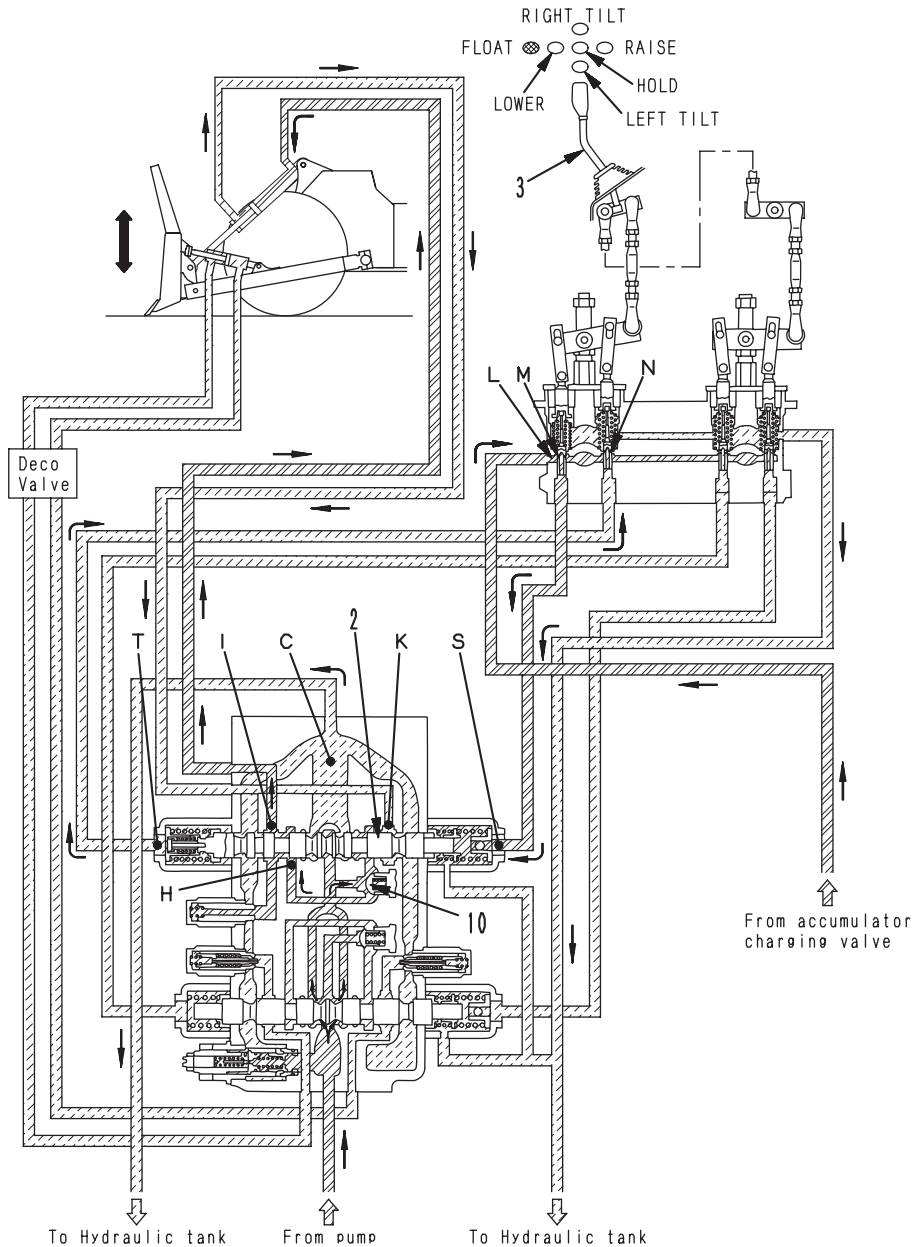 RIGHT TILT
FLOAT
RAISE
HOLD
LOWER
LEFT TILT
3
L
M
N
Deco
Valve
T
I
C
2
K
S
H
10
From accumulator
charging valve
To Hydraulic tank
From pump
To Hydraulic tank